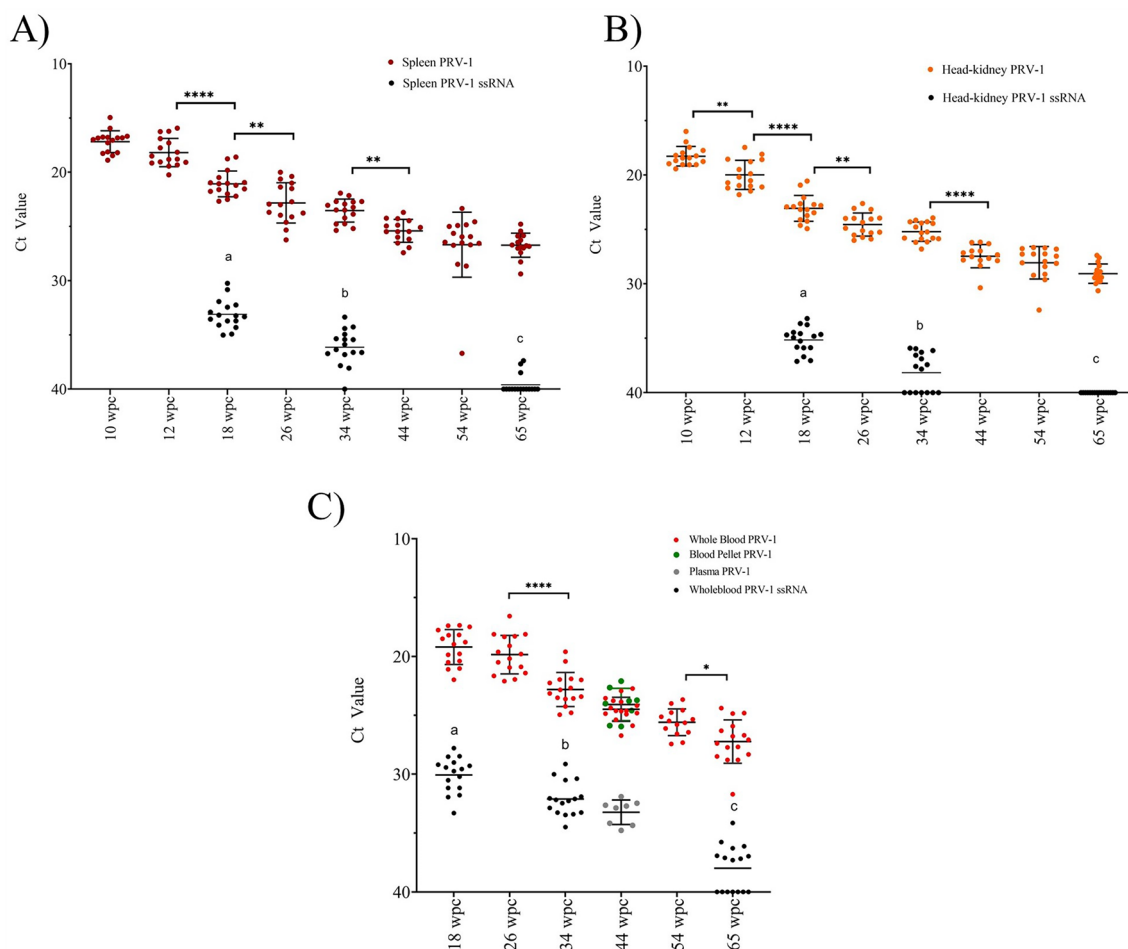 A)
Spleen PRV-1
Spleen PRV-1 ssRNA
Ct Value
10
20
30
40
****
**
**
a
b
c
10 wpc
12 wpc
18 wpc
26 wpc
34 wpc
44 wpc
54 wpc
65 wpc
B)
Head-kidney PRV-1
Head-kidney PRV-1 ssRNA
Ct Value
10
20
30
40
**
****
**
****
a
b
c
10 wpc
12 wpc
18 wpc
26 wpc
34 wpc
44 wpc
54 wpc
65 wpc
C)
Whole Blood PRV-1
Blood Pellet PRV-1
Plasma PRV-1
Wholeblood PRV-1 ssRNA
Ct Value
10
20
30
40
****
*
a
b
c
18 wpc
26 wpc
34 wpc
44 wpc
54 wpc
65 wpc